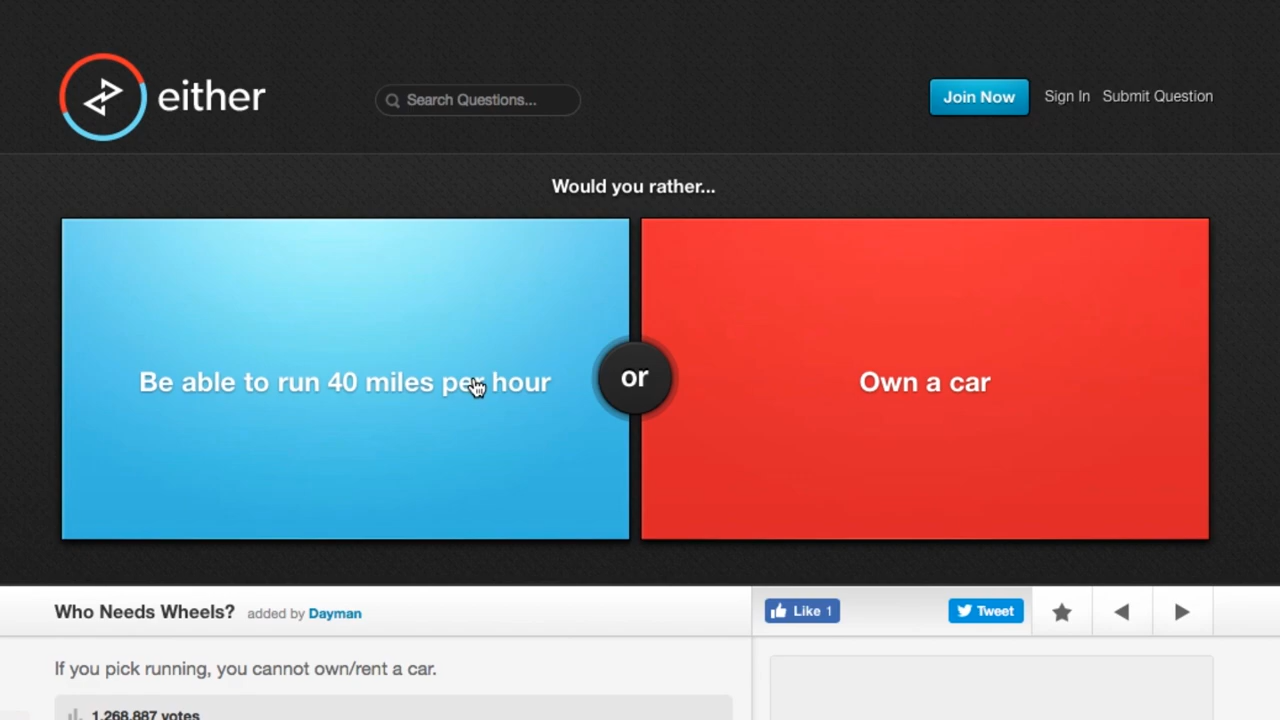 either
Search Questions...
Join Now
Sign In
Submit Question
Would you rather...
Be able to run 40 miles per hour
or
Own a car
Who Needs Wheels? added by Dayman
Like 1
Tweet
If you pick running, you cannot own/rent a car.
1,268,887 votes